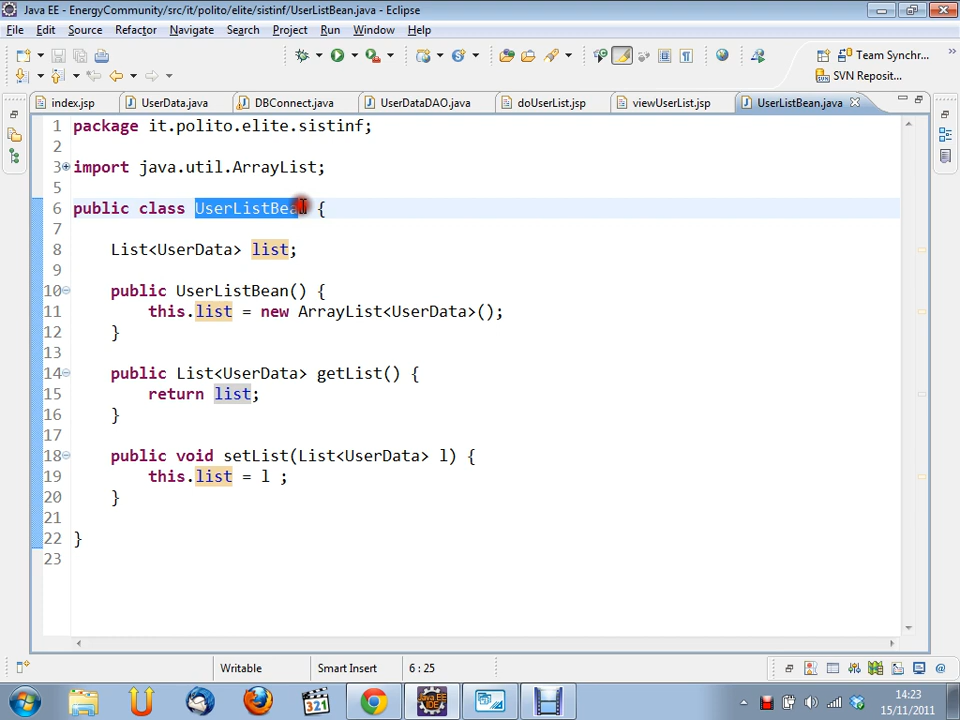 Java EE - EnergyCommunity/src/it/polito/elite/sistinf/UserListBean.java - Eclipse
File Edit Source Refactor Navigate Search Project Run Window Help
Team Synchr...
SVN Reposit...
index.jsp UserData.java DBConnect.java UserDataDAO.java doUserList.jsp viewUserList.jsp UserListBean.java
1 package it.polito.elite.sistinf;
2
3 import java.util.ArrayList;
5
6 public class UserListBean {
7
8 List<UserData> list;
9
10 public UserListBean() {
11 this.list = new ArrayList<UserData>();
12 }
13
14 public List<UserData> getList() {
15 return list;
16 }
17
18 public void setList(List<UserData> l) {
19 this.list = l ;
20 }
21
22 }
23
Writable Smart Insert 6 : 25
321
Java EE IDE
14:23
15/11/2011